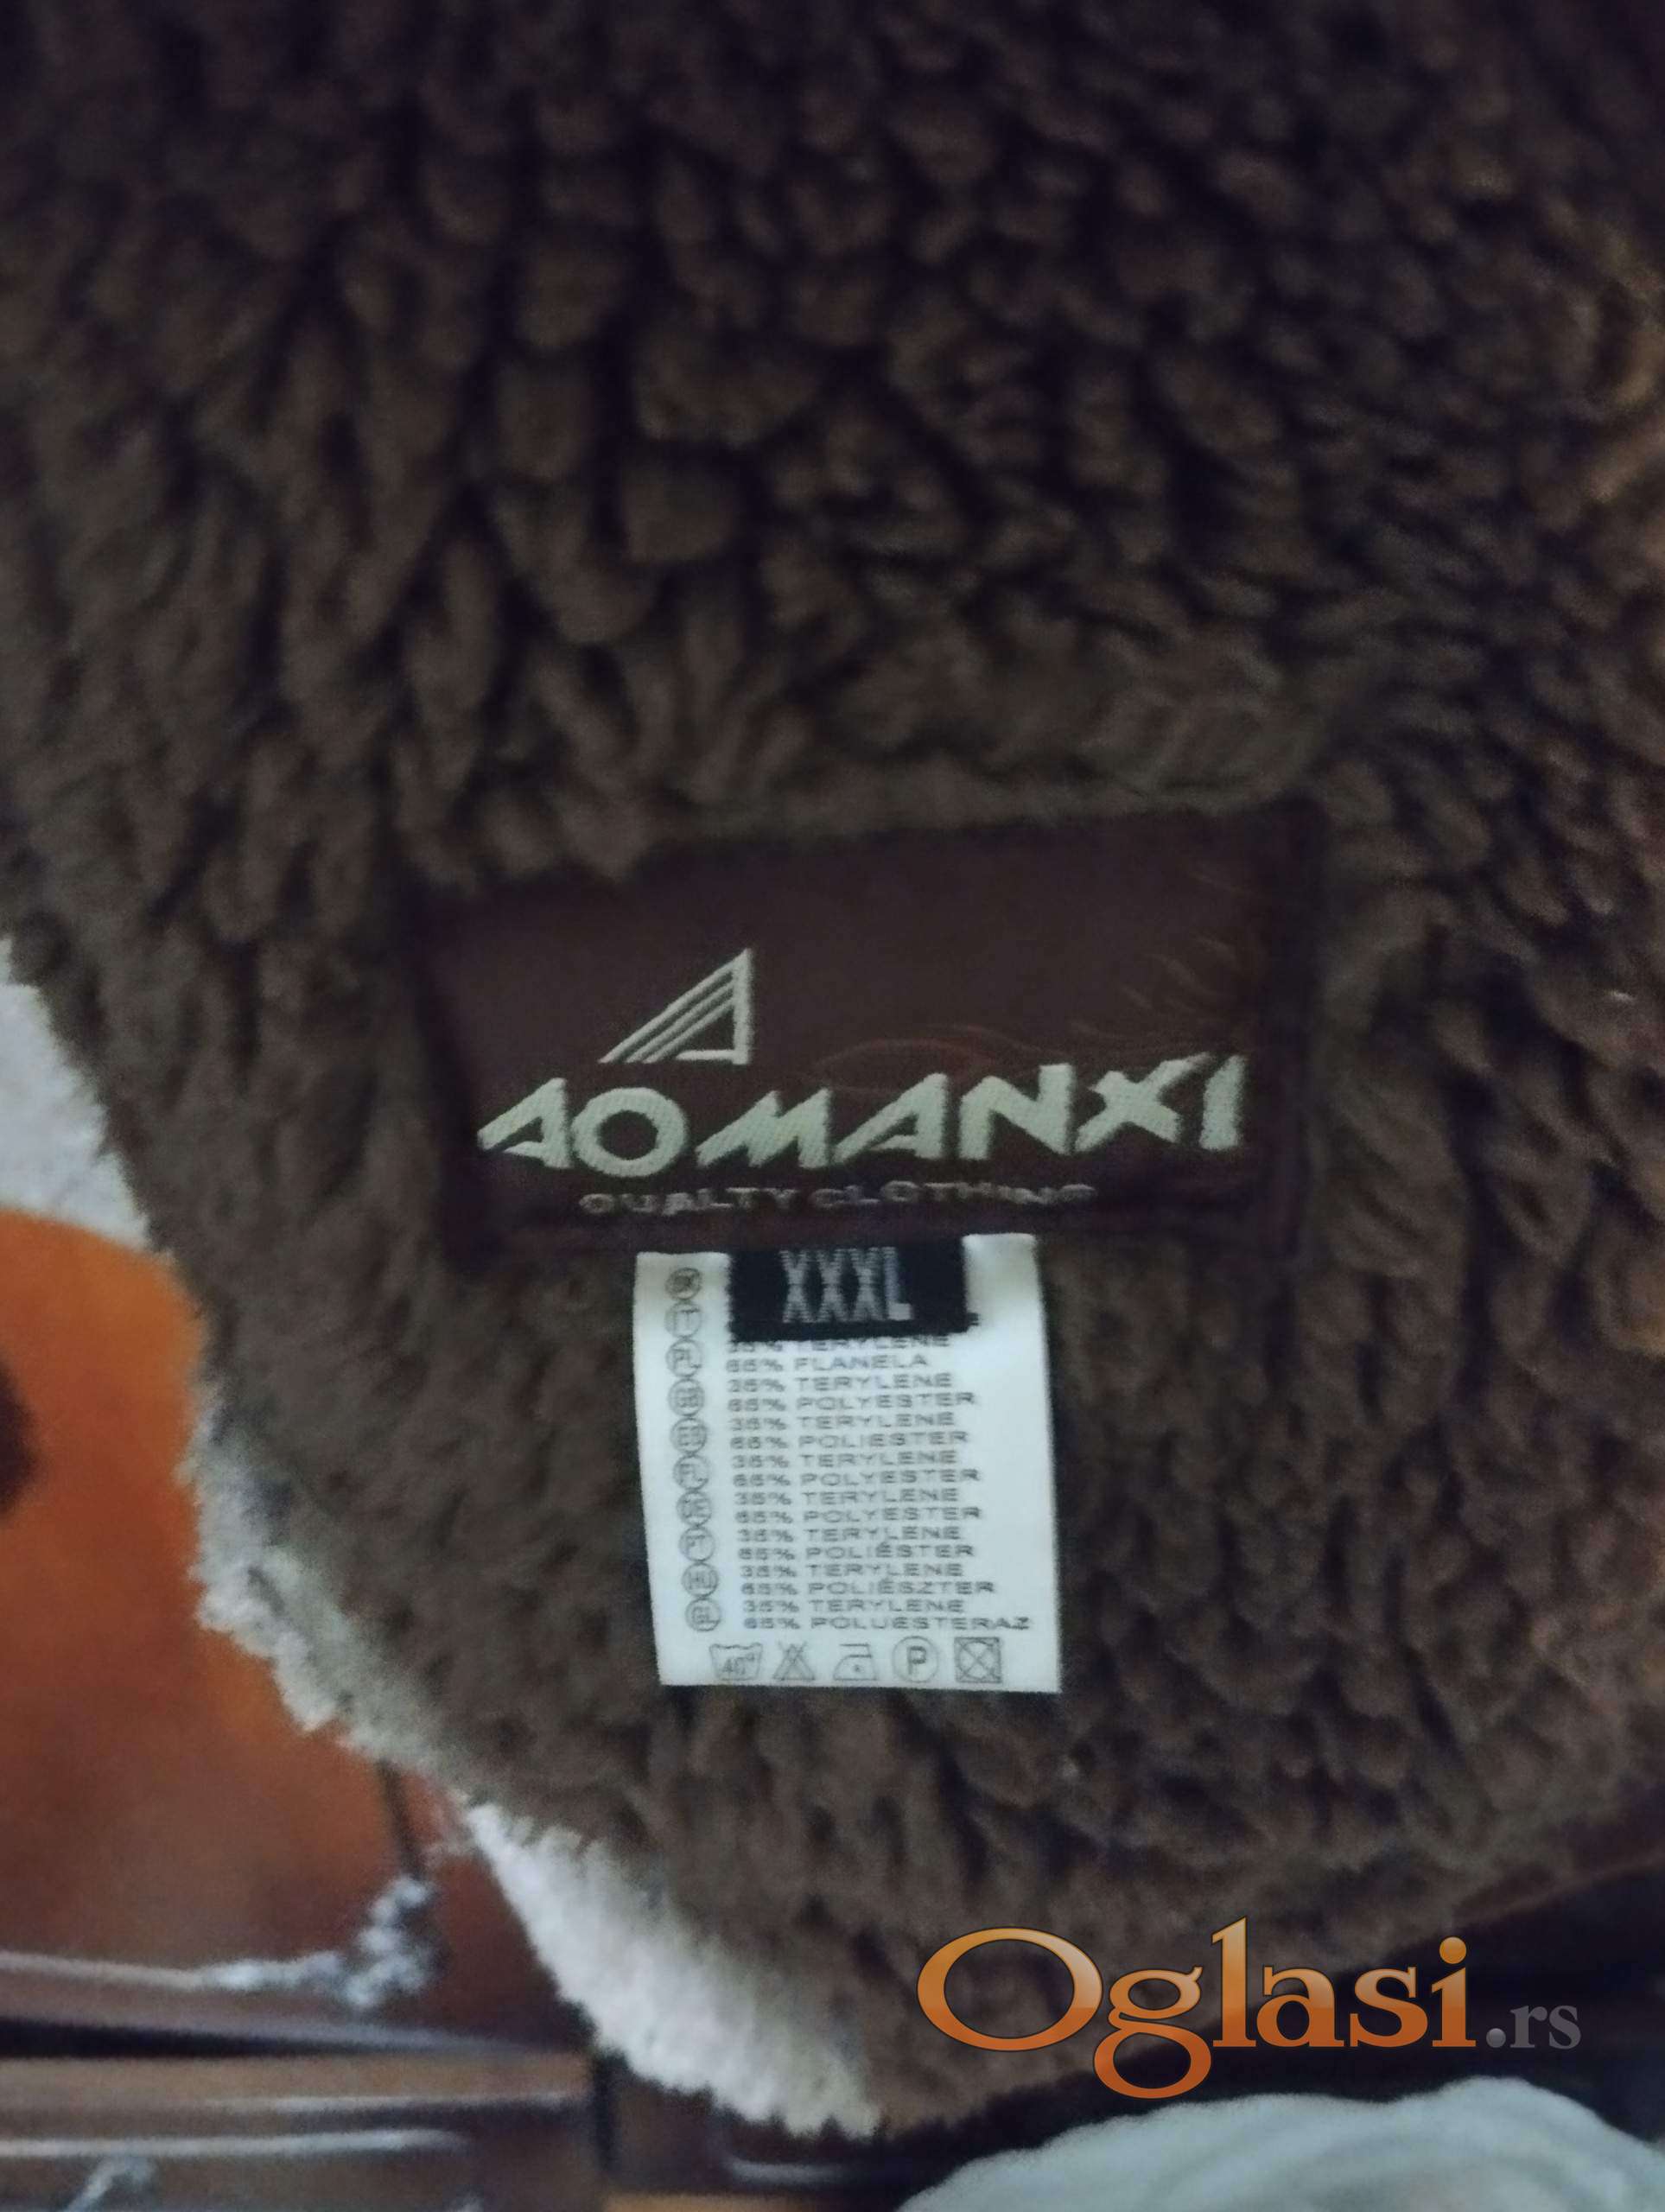 AOMANXI
QUALTY CLOTHING
XXXL
35% TERYLENE
65% FLANELA
35% TERYLENE
65% POLYESTER
35% TERYLENE
65% POLIESTER
35% TERYLENE
65% POLYESTER
35% TERYLENE
65% POLYESTER
35% TERYLENE
65% POLIÉSTER
35% TERYLENE
65% POLIÉSZTER
35% TERYLENE
65% POLUESTERAZ
40°
P
Oglasi.rs